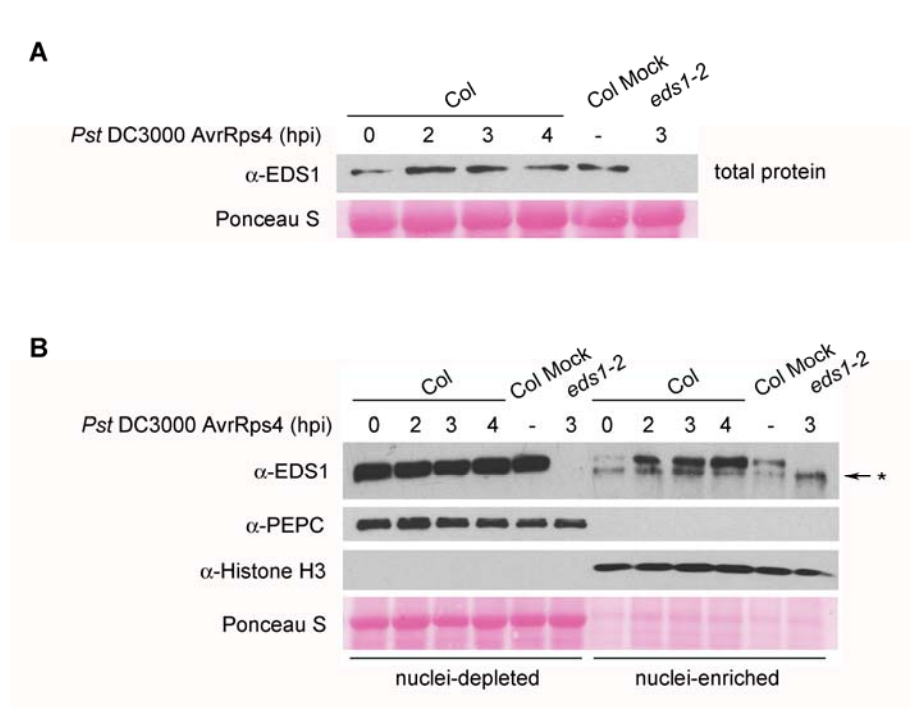 A
Col Col Mock eds1-2
Pst DC3000 AvrRps4 (hpi) 0 2 3 4 - 3
α-EDS1 total protein
Ponceau S
B
Col Col Mock eds1-2 Col Col Mock eds1-2
Pst DC3000 AvrRps4 (hpi) 0 2 3 4 - 3 0 2 3 4 - 3
α-EDS1 ← *
α-PEPC
α-Histone H3
Ponceau S
nuclei-depleted nuclei-enriched